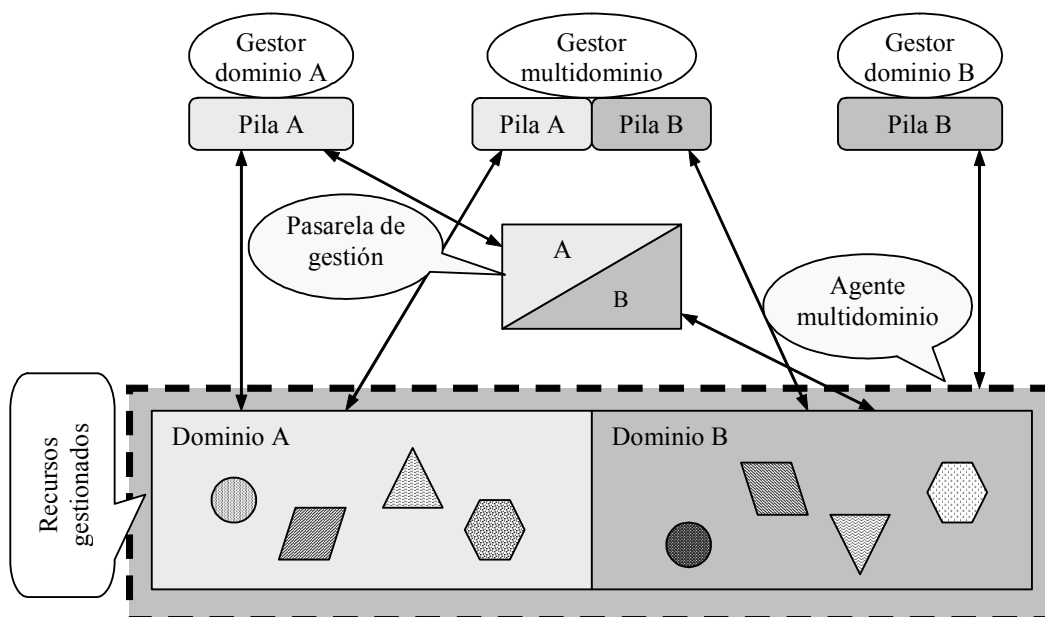 Gestor
dominio A
Gestor
multidominio
Gestor
dominio B
Pila A
Pila A
Pila B
Pila B
Pasarela de
gestión
A
B
Agente
multidominio
Recursos
gestionados
Dominio A
Dominio B